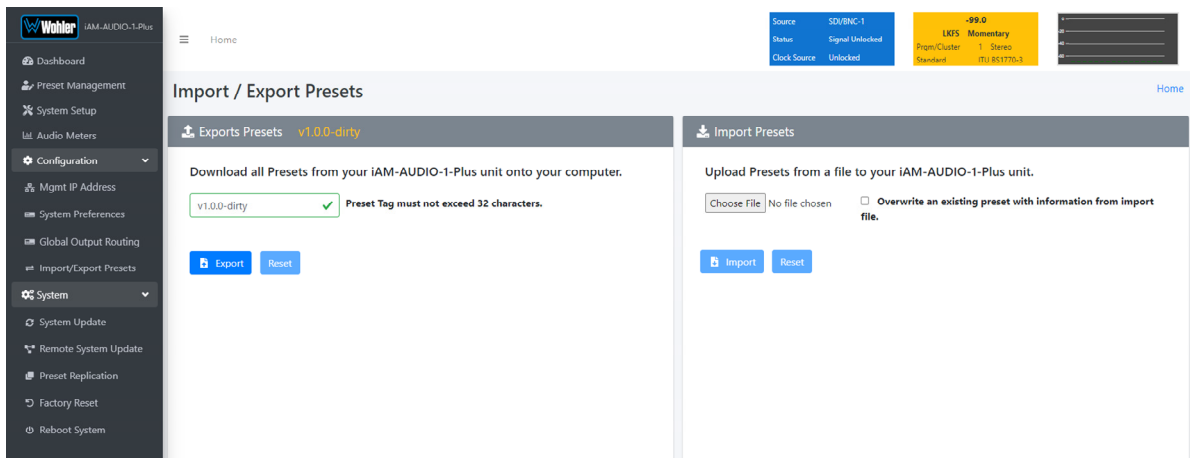 Wohler iAM-AUDIO-1-Plus
Dashboard
Preset Management
System Setup
Audio Meters
Configuration
Mgmt IP Address
System Preferences
Global Output Routing
Import/Export Presets
System
System Update
Remote System Update
Preset Replication
Factory Reset
Reboot System
Home
Source SDI/BNC-1
Status Signal Unlocked
Clock Source Unlocked
-99.0
LKFS Momentary
Prgm/Cluster 1 Stereo
Standard ITU BS1770-3
Import / Export Presets
Home
Exports Presets v1.0.0-dirty
Download all Presets from your iAM-AUDIO-1-Plus unit onto your computer.
v1.0.0-dirty Preset Tag must not exceed 32 characters.
Export Reset
Import Presets
Upload Presets from a file to your iAM-AUDIO-1-Plus unit.
Choose File No file chosen Overwrite an existing preset with information from import
file.
Import Reset